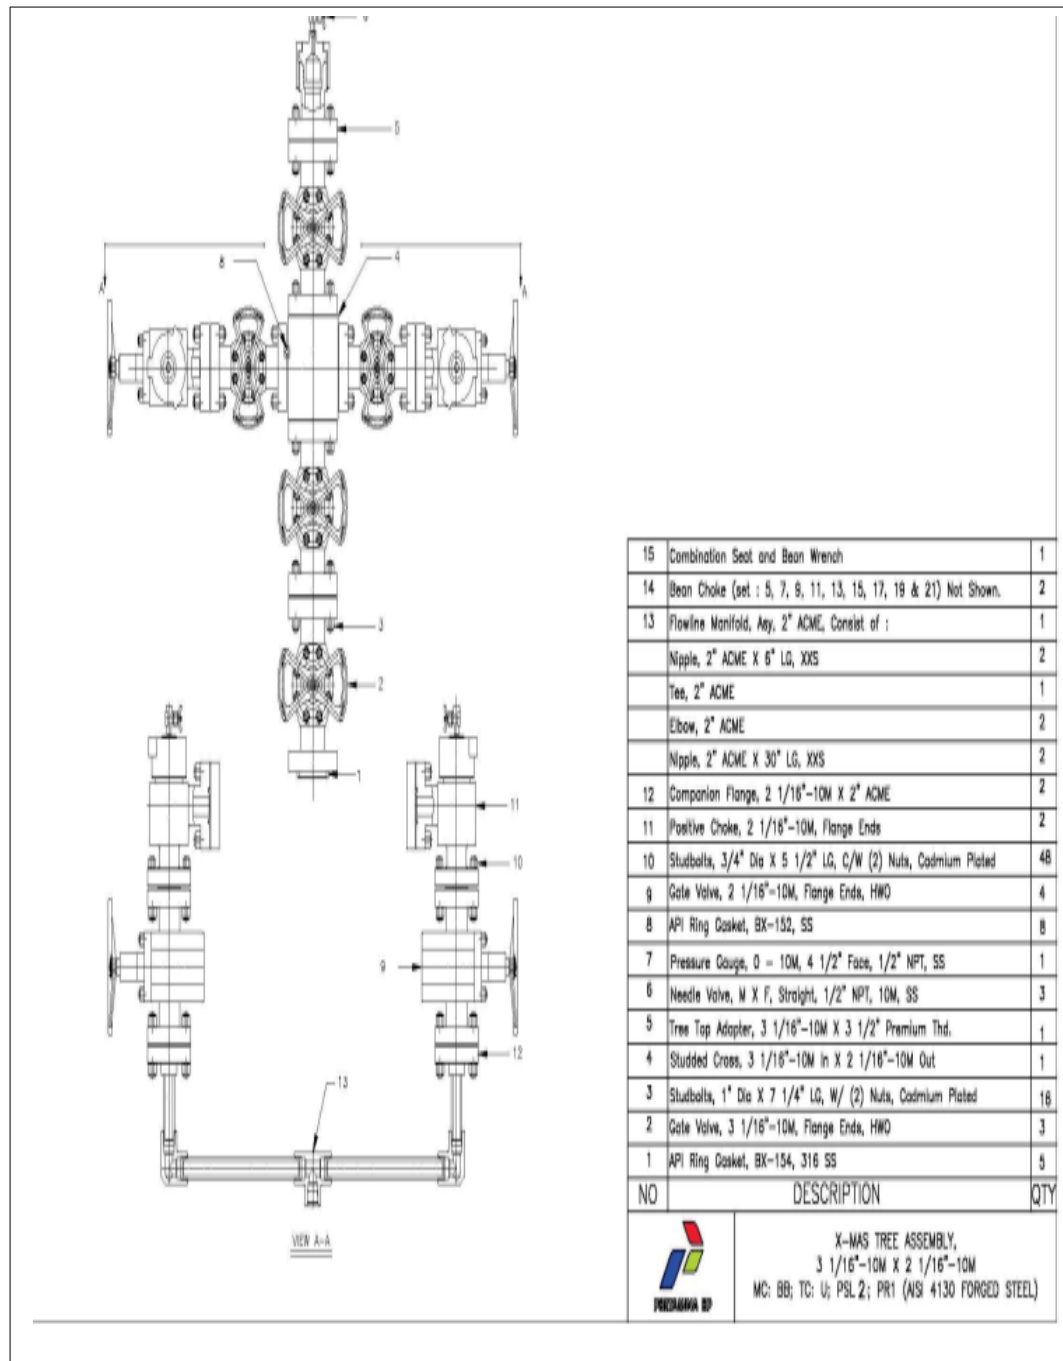 6
5
4
8
A
A
3
2
1
11
10
9
12
13
VIEW A-A
15 Combination Seat and Bean Wrench 1
14 Bean Choke (set : 5, 7, 9, 11, 13, 15, 17, 19 & 21) Not Shown. 2
13 Flowline Manifold, Asy, 2" ACME, Consist of : 1
Nipple, 2" ACME X 6" LG, XXS 2
Tee, 2" ACME 1
Elbow, 2" ACME 2
Nipple, 2" ACME X 30" LG, XXS 2
12 Companion Flange, 2 1/16"-10M X 2" ACME 2
11 Positive Choke, 2 1/16"-10M, Flange Ends 2
10 Studbolts, 3/4" Dia X 5 1/2" LG, C/W (2) Nuts, Cadmium Plated 48
9 Gate Valve, 2 1/16"-10M, Flange Ends, HWO 4
8 API Ring Gasket, BX-152, SS 8
7 Pressure Gauge, 0 - 10M, 4 1/2" Face, 1/2" NPT, SS 1
6 Needle Valve, M X F, Straight, 1/2" NPT, 10M, SS 3
5 Tree Top Adapter, 3 1/16"-10M X 3 1/2" Premium Thd. 1
4 Studded Cross, 3 1/16"-10M In X 2 1/16"-10M Out 1
3 Studbolts, 1" Dia X 7 1/4" LG, W/ (2) Nuts, Cadmium Plated 16
2 Gate Valve, 3 1/16"-10M, Flange Ends, HWO 3
1 API Ring Gasket, BX-154, 316 SS 5
NO DESCRIPTION QTY
PERTAMINA EP
X-MAS TREE ASSEMBLY,
3 1/16"-10M X 2 1/16"-10M
MC: BB; TC: U; PSL 2; PR1 (AISI 4130 FORGED STEEL)